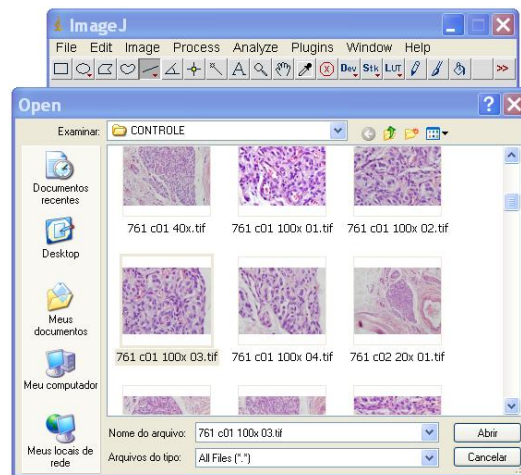 ImageJ
File Edit Image Process Analyze Plugins Window Help
A Dev Stk LUT >>
Open
Examinar: CONTROLE
Documentos recentes
Desktop
Meus documentos
Meu computador
Meus locais de rede
761 c01 40x.tif 761 c01 100x 01.tif 761 c01 100x 02.tif
761 c01 100x 03.tif 761 c01 100x 04.tif 761 c02 20x 01.tif
Nome do arquivo: 761 c01 100x 03.tif Abrir
Arquivos do tipo: All Files (*.*) Cancelar